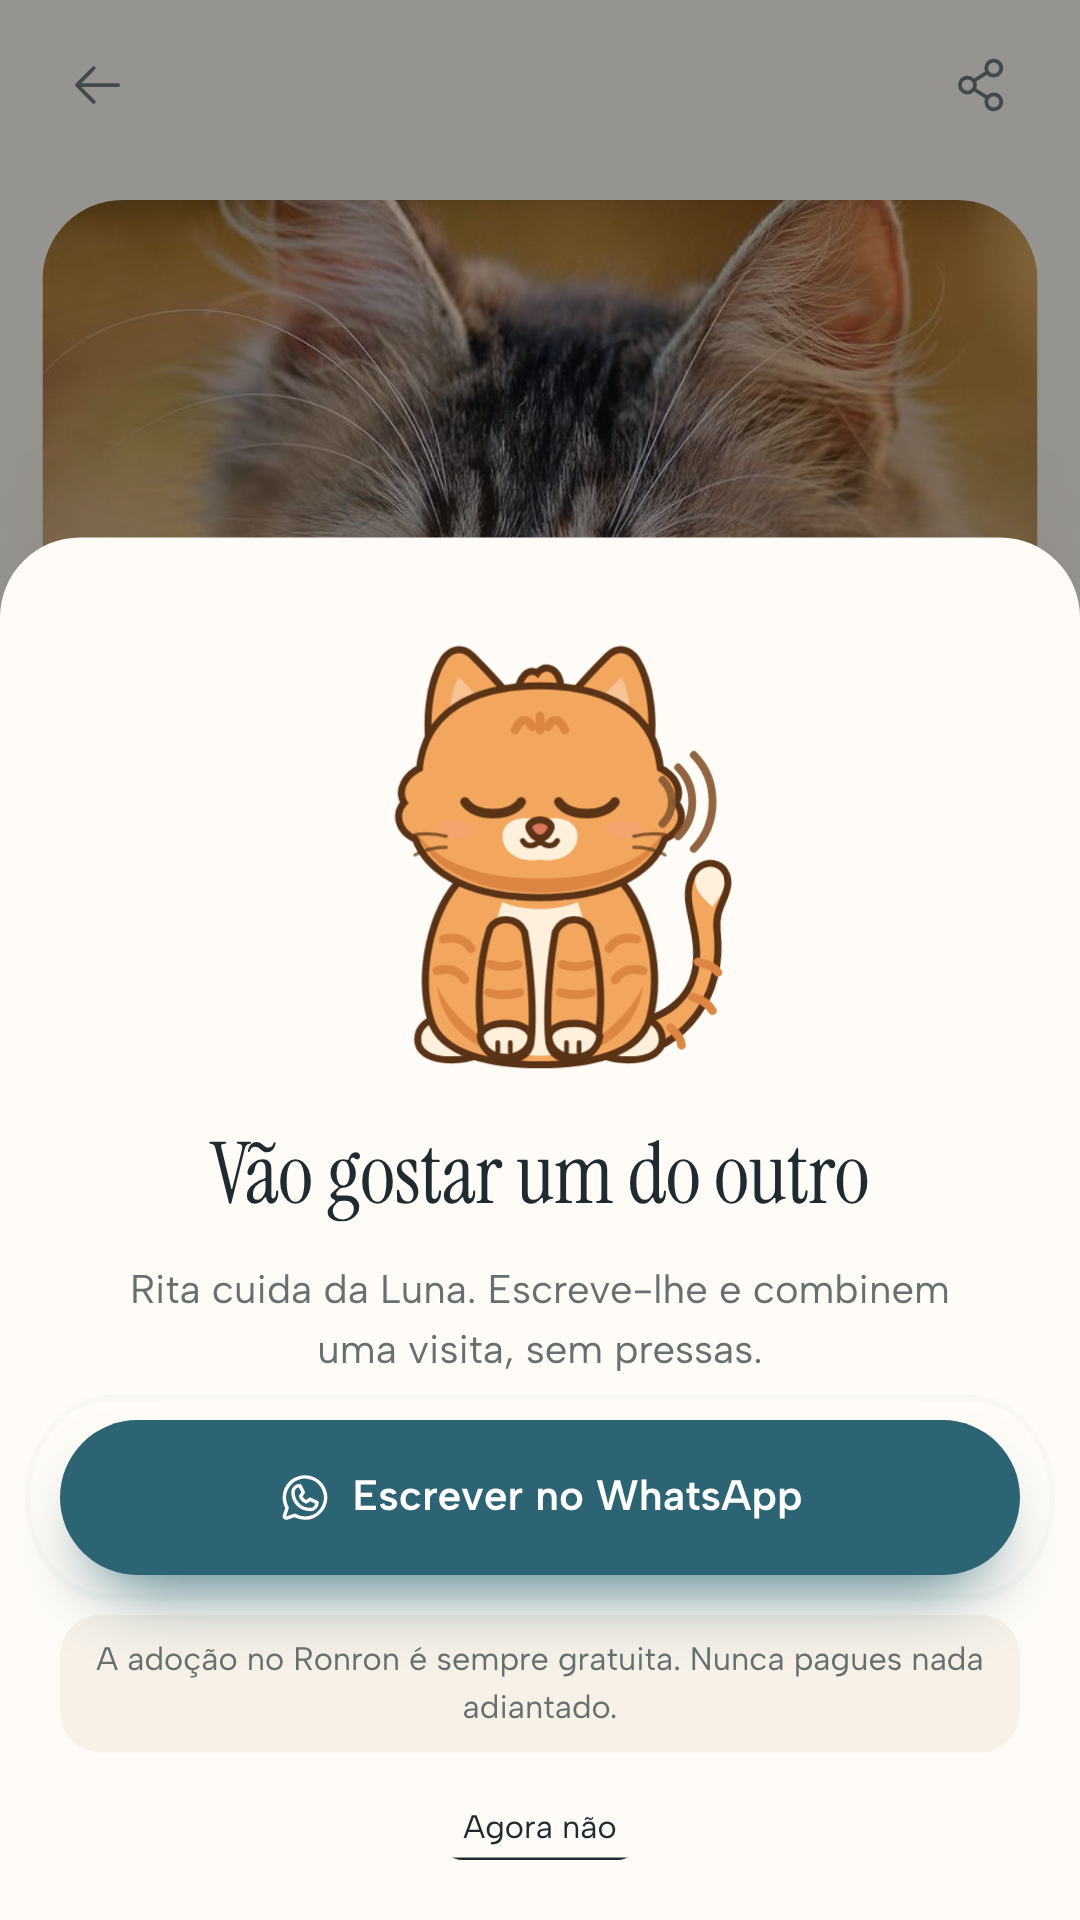 Vão gostar um do outro
Rita cuida da Luna. Escreve-lhe e combinem
uma visita, sem pressas.
Escrever no WhatsApp
A adoção no Ronron é sempre gratuita. Nunca pagues nada
adiantado.
Agora não